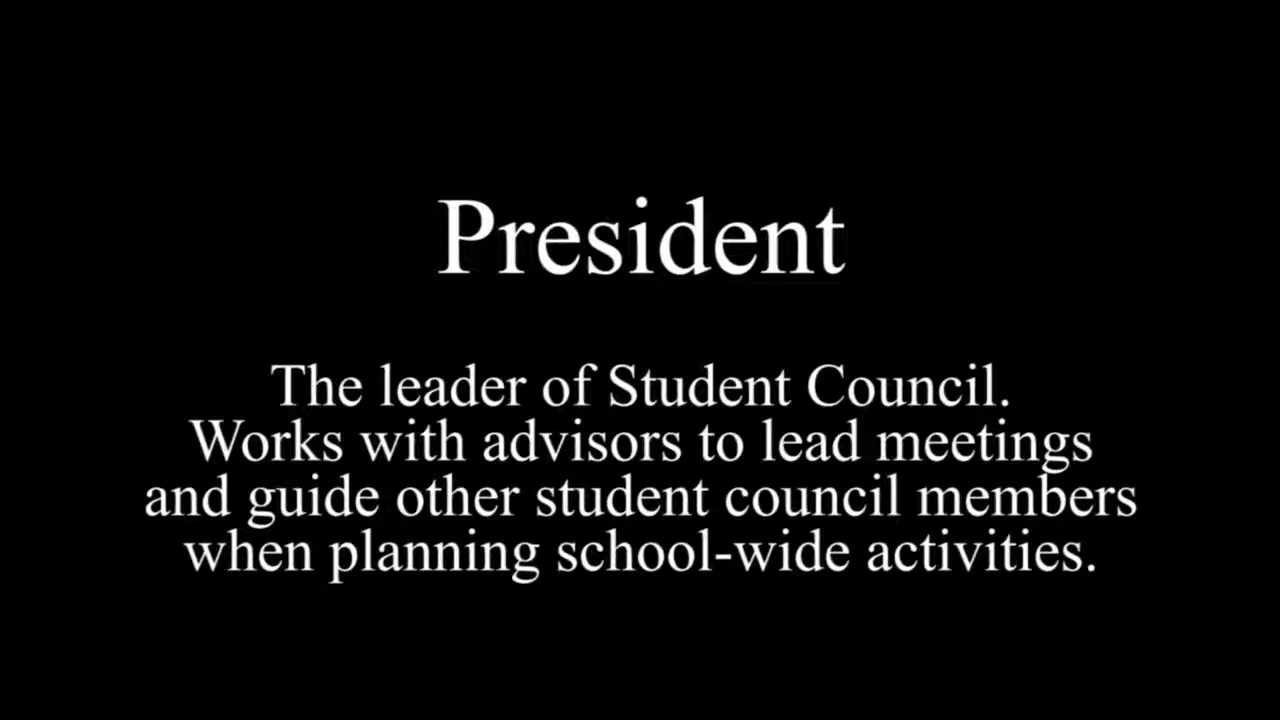 President
The leader of Student Council.
Works with advisors to lead meetings
and guide other student council members
when planning school-wide activities.